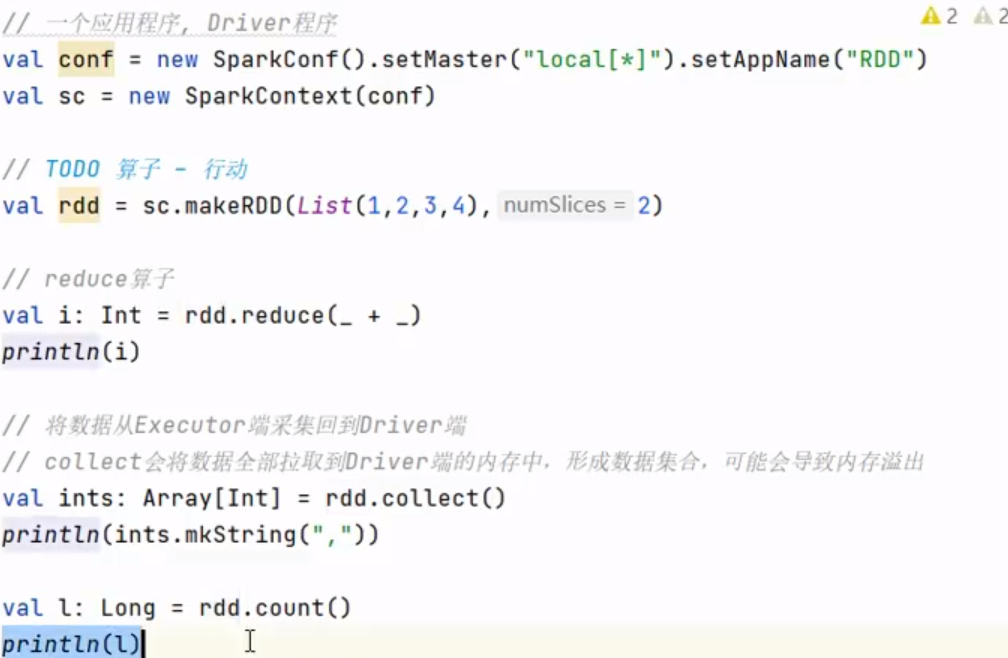 // 一个应用程序, Driver程序
2 2
val conf = new SparkConf().setMaster("local[*]").setAppName("RDD")
val sc = new SparkContext(conf)
// TODO 算子 - 行动
val rdd = sc.makeRDD(List(1,2,3,4), numSlices = 2)
// reduce算子
val i: Int = rdd.reduce(_ + _)
println(i)
// 将数据从Executor端采集回到Driver端
// collect会将数据全部拉取到Driver端的内存中，形成数据集合，可能会导致内存溢出
val ints: Array[Int] = rdd.collect()
println(ints.mkString(","))
val l: Long = rdd.count()
println(l)